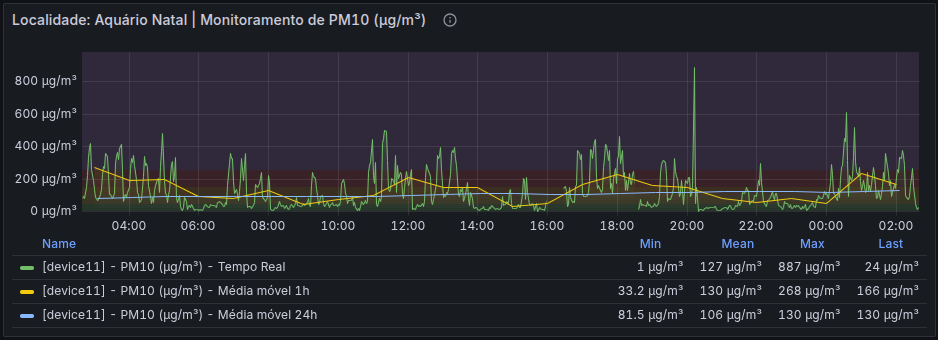 Localidade: Aquário Natal | Monitoramento de PM10 (µg/m³)
800 µg/m³
600 µg/m³
400 µg/m³
200 µg/m³
0 µg/m³
04:00 06:00 08:00 10:00 12:00 14:00 16:00 18:00 20:00 22:00 00:00 02:00
Name Min Mean Max Last
[device11] - PM10 (µg/m³) - Tempo Real 1 µg/m³ 127 µg/m³ 887 µg/m³ 24 µg/m³
[device11] - PM10 (µg/m³) - Média móvel 1h 33.2 µg/m³ 130 µg/m³ 268 µg/m³ 166 µg/m³
[device11] - PM10 (µg/m³) - Média móvel 24h 81.5 µg/m³ 106 µg/m³ 130 µg/m³ 130 µg/m³